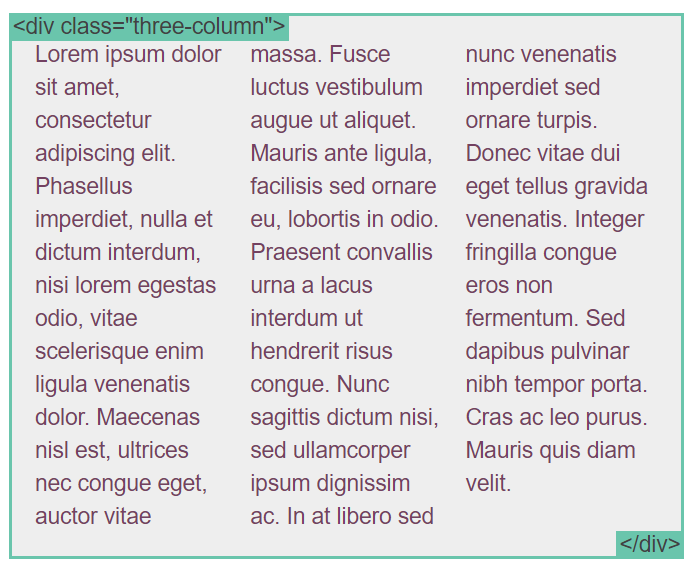 <div class="three-column">
Lorem ipsum dolor
sit amet,
consectetur
adipiscing elit.
Phasellus
imperdiet, nulla et
dictum interdum,
nisi lorem egestas
odio, vitae
scelerisque enim
ligula venenatis
dolor. Maecenas
nisl est, ultrices
nec congue eget,
auctor vitae
massa. Fusce
luctus vestibulum
augue ut aliquet.
Mauris ante ligula,
facilisis sed ornare
eu, lobortis in odio.
Praesent convallis
urna a lacus
interdum ut
hendrerit risus
congue. Nunc
sagittis dictum nisi,
sed ullamcorper
ipsum dignissim
ac. In at libero sed
nunc venenatis
imperdiet sed
ornare turpis.
Donec vitae dui
eget tellus gravida
venenatis. Integer
fringilla congue
eros non
fermentum. Sed
dapibus pulvinar
nibh tempor porta.
Cras ac leo purus.
Mauris quis diam
velit.
</div>